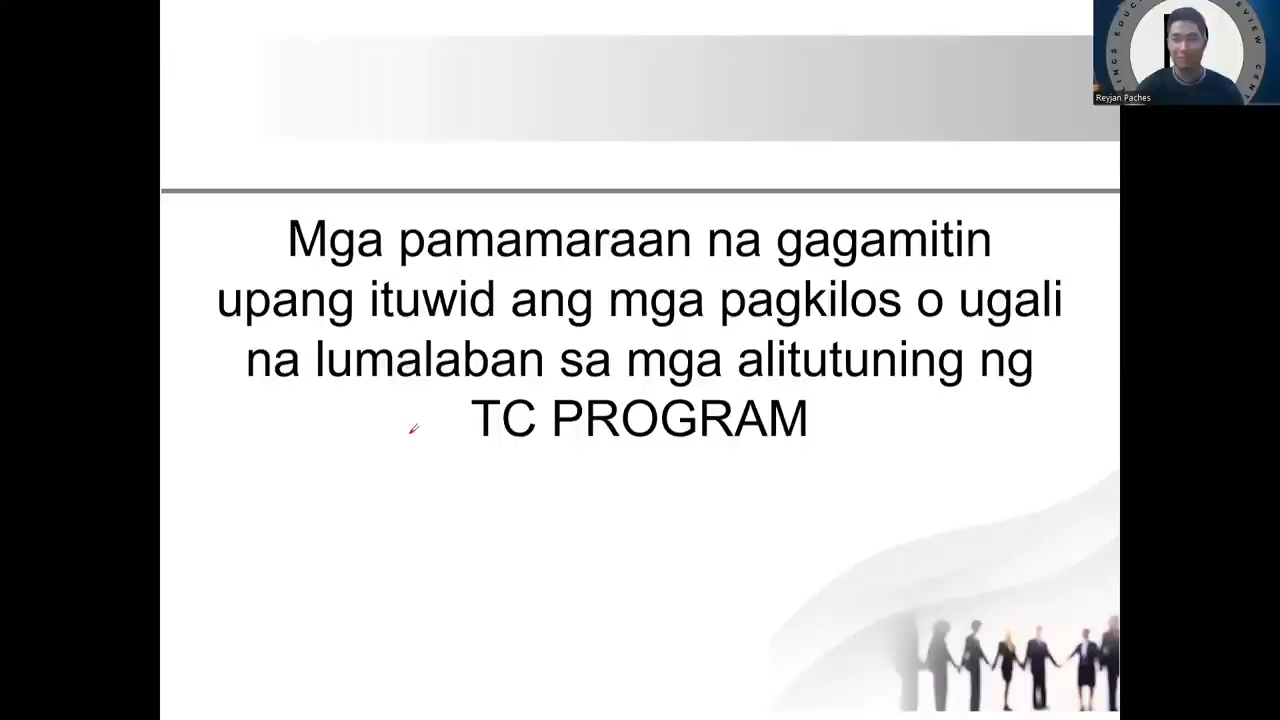 Mga pamamaraan na gagamitin
upang ituwid ang mga pagkilos o ugali
na lumalaban sa mga alitutuning ng
TC PROGRAM
Reyjan Paches